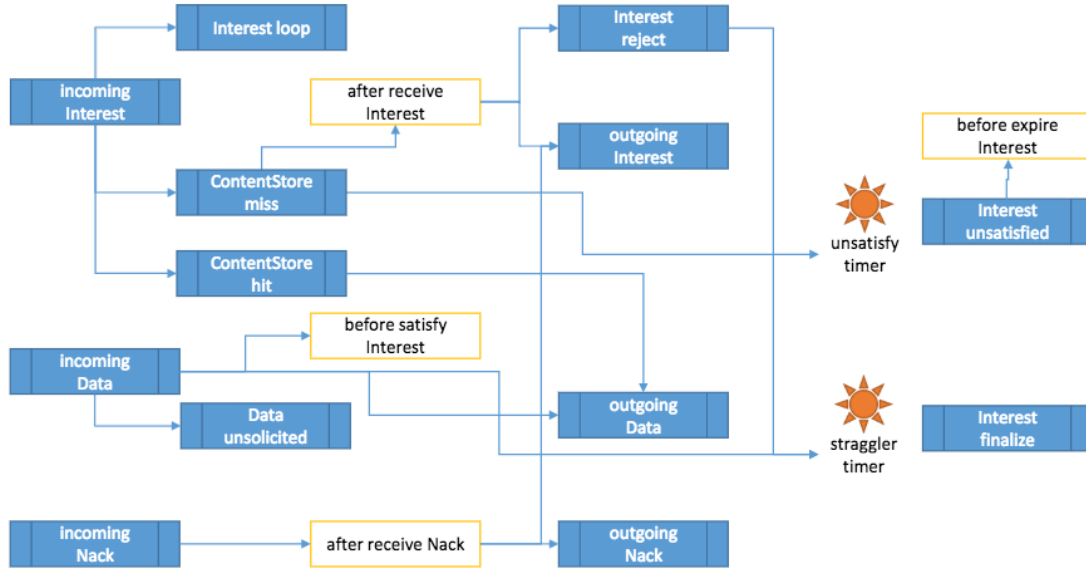 Interest loop
Interest
reject
incoming
Interest
after receive
Interest
outgoing
Interest
before expire
Interest
ContentStore
miss
Interest
unsatisfied
unsatisfy
timer
ContentStore
hit
before satisfy
Interest
incoming
Data
Data
unsolicited
outgoing
Data
Interest
finalize
straggler
timer
incoming
Nack
after receive Nack
outgoing
Nack